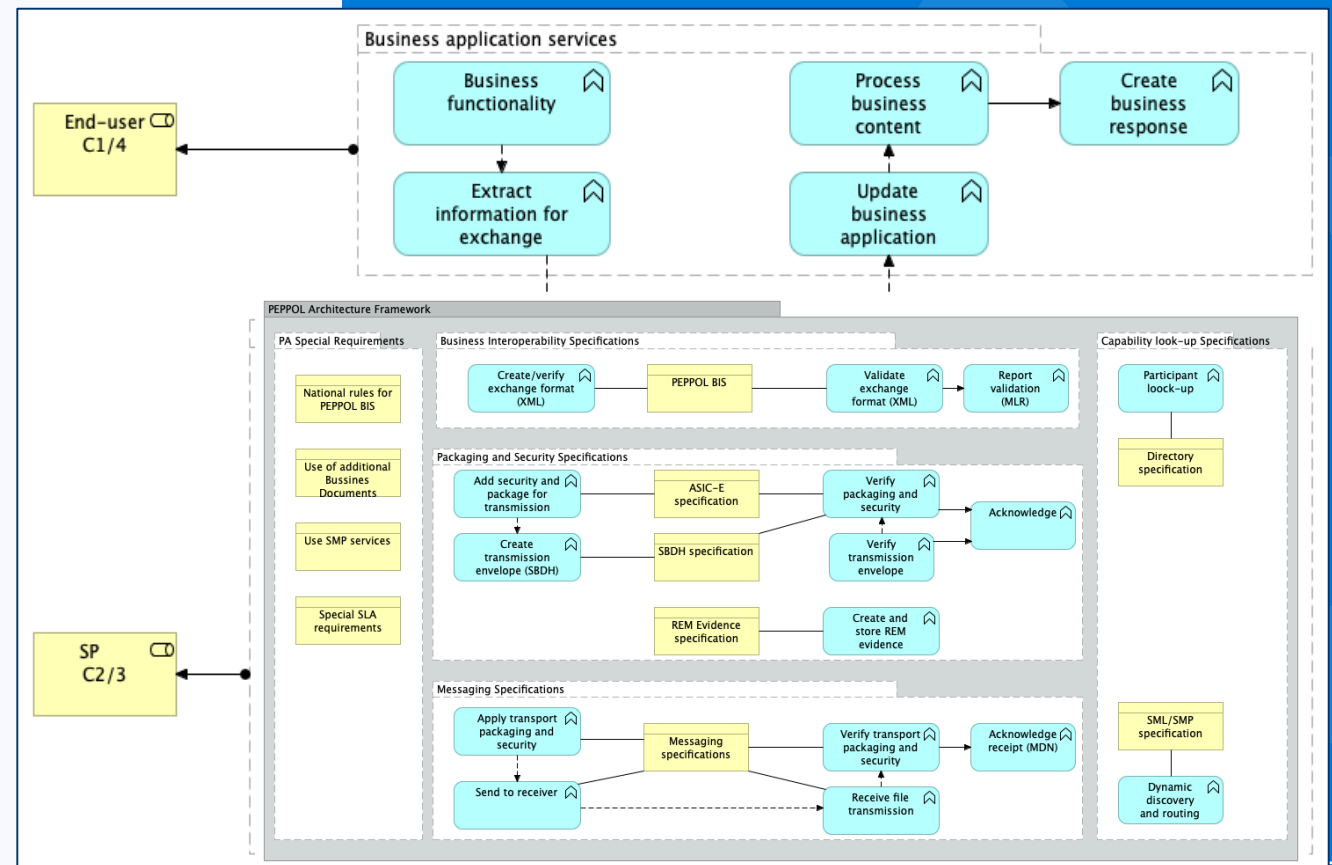 Business application services
Business
functionality
Process
business
content
Create
business
response
End-user
C1/4
Extract
information for
exchange
Update
business
application
PEPPOL Architecture Framework
PA Special Requirements
National rules for
PEPPOL BIS
Use of additional
Bussines
Documents
Use SMP services
Special SLA
requirements
SP
C2/3
Business Interoperability Specifications
Create/verify
exchange format
(XML)
PEPPOL BIS
Validate
exchange
format (XML)
Report
validation
(MLR)
Packaging and Security Specifications
Add security and
package for
transmission
ASIC-E
specification
Verify
packaging and
security
Acknowledge
Create
transmission
envelope (SBDH)
SBDH specification
Verify
transmission
envelope
REM Evidence
specification
Create and
store REM
evidence
Messaging Specifications
Apply transport
packaging and
security
Messaging
specifications
Verify transport
packaging and
security
Acknowledge
receipt (MDN)
Send to receiver
Receive file
transmission
Capability look-up Specifications
Participant
loock-up
Directory
specification
SML/SMP
specification
Dynamic
discovery
and routing